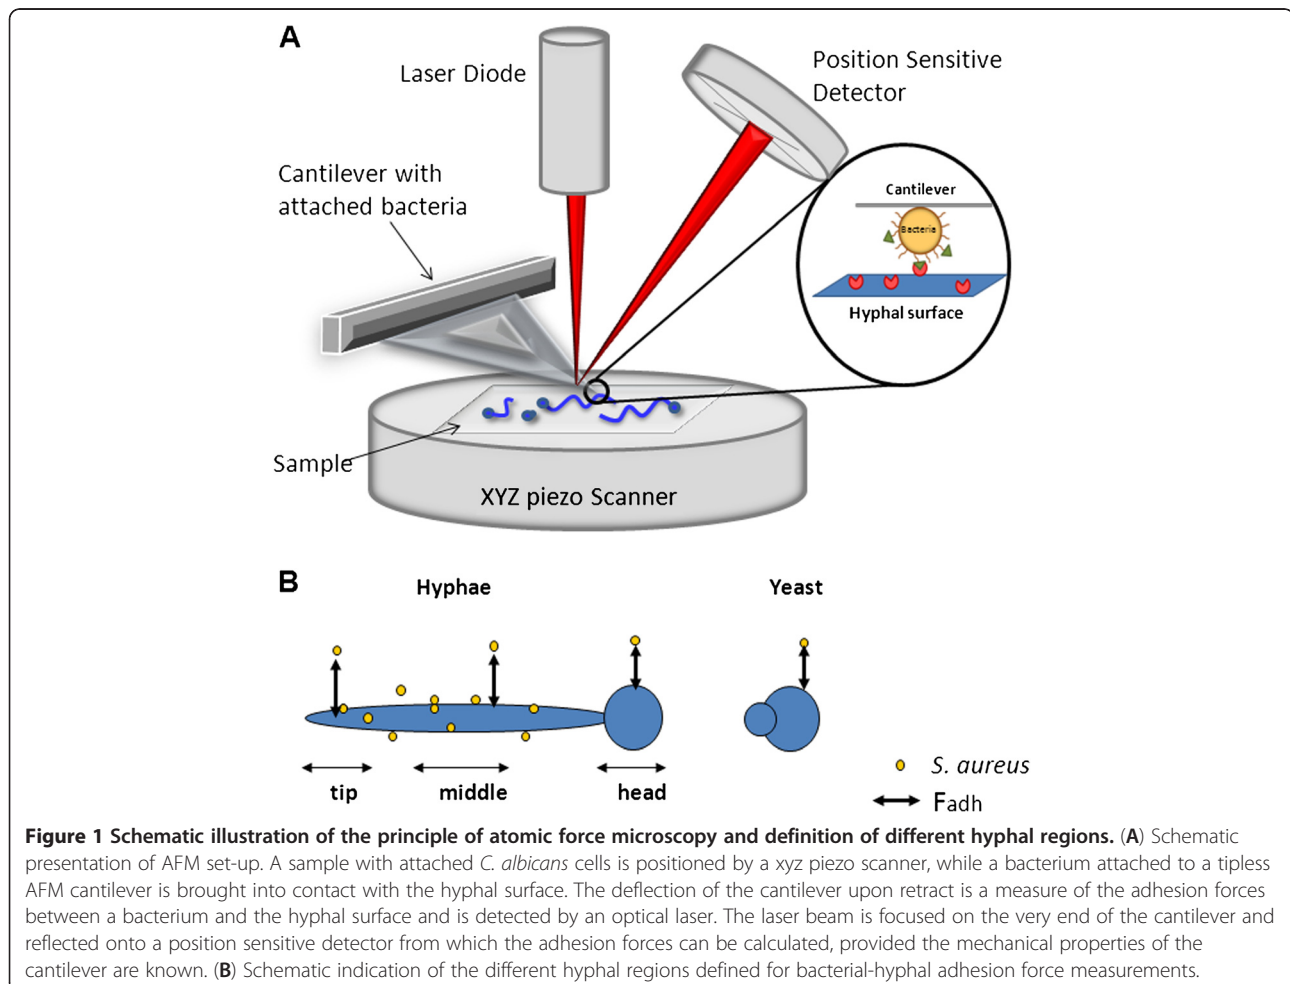 A
Laser Diode
Position Sensitive
Detector
Cantilever with
attached bacteria
Cantilever
Bacteria
Hyphal surface
Sample
XYZ piezo Scanner
B
Hyphae
Yeast
tip
middle
head
S. aureus
Fadh
Figure 1 Schematic illustration of the principle of atomic force microscopy and definition of different hyphal regions. (A) Schematic
presentation of AFM set-up. A sample with attached C. albicans cells is positioned by a xyz piezo scanner, while a bacterium attached to a tipless
AFM cantilever is brought into contact with the hyphal surface. The deflection of the cantilever upon retract is a measure of the adhesion forces
between a bacterium and the hyphal surface and is detected by an optical laser. The laser beam is focused on the very end of the cantilever and
reflected onto a position sensitive detector from which the adhesion forces can be calculated, provided the mechanical properties of the
cantilever are known. (B) Schematic indication of the different hyphal regions defined for bacterial-hyphal adhesion force measurements.